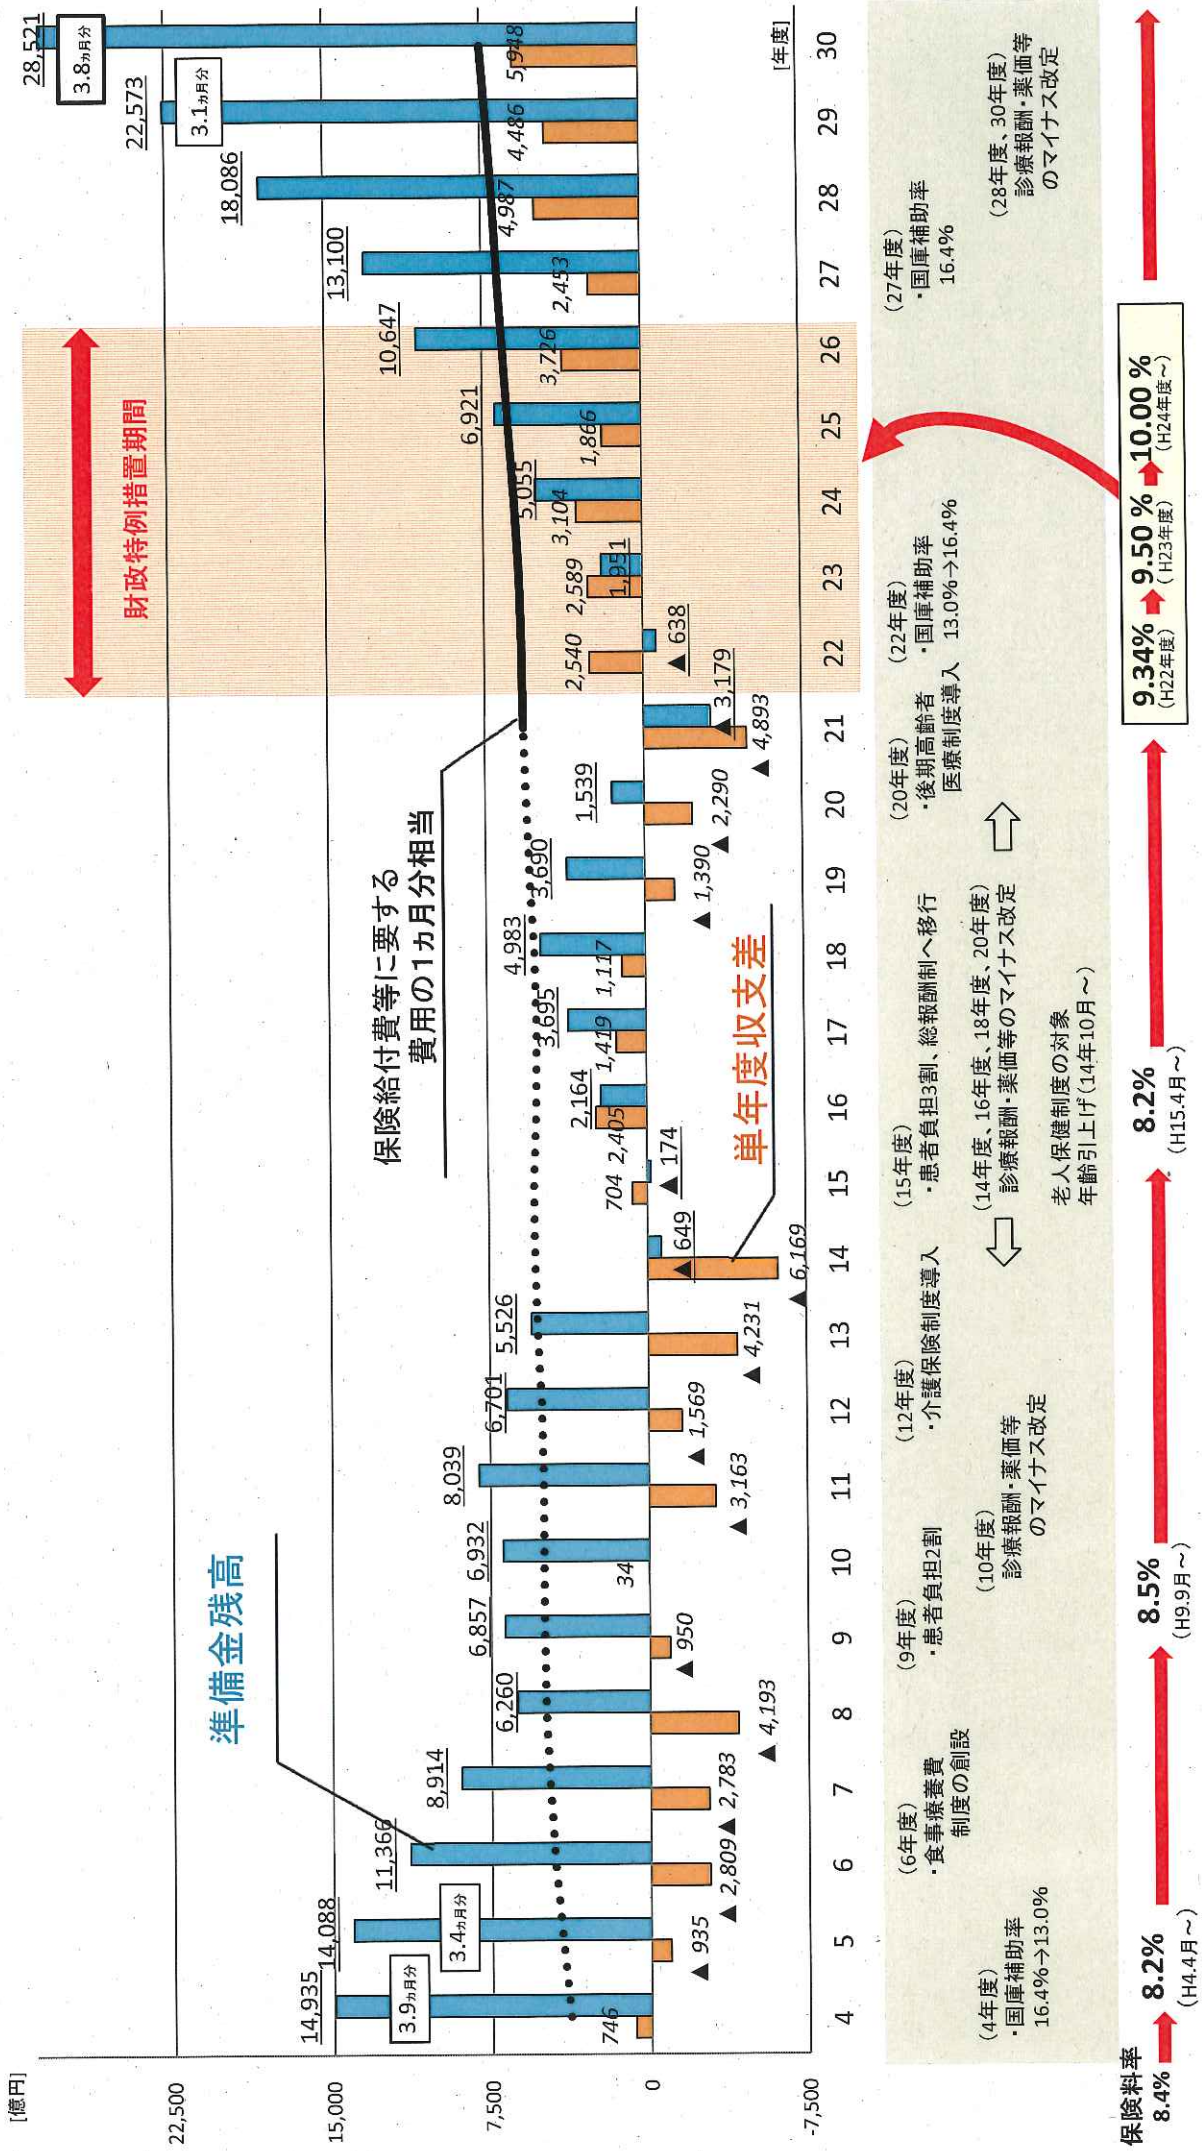 [億円]
22,500
15,000
7,500
0
-7,500
準備金残高
保険給付費等に要する
費用の1ヵ月分相当
単年度収支差
財政特例措置期間
14,935
3.9ヵ月分
746
14,088
3.4ヵ月分
▲ 935
11,366
▲ 2,809
8,914
▲ 2,783
6,260
▲ 4,193
6,857
▲ 950
6,932
34
8,039
▲ 3,163
6,701
▲ 1,569
5,526
▲ 4,231
▲ 649
▲ 6,169
704
▲ 174
2,164
2,405
3,695
1,419
4,983
1,117
3,690
▲ 1,390
1,539
▲ 2,290
▲ 3,179
▲ 4,893
2,540
▲ 638
2,589
1,951
5,055
3,104
6,921
1,866
10,647
3,726
13,100
2,453
18,086
4,987
22,573
3.1ヵ月分
4,486
28,521
3.8ヵ月分
5,948
[年度]
4 5 6 7 8 9 10 11 12 13 14 15 16 17 18 19 20 21 22 23 24 25 26 27 28 29 30
(4年度)
・国庫補助率
16.4%→13.0%
(6年度)
・食事療養費
制度の創設
(9年度)
・患者負担2割
(10年度)
診療報酬・薬価等
のマイナス改定
(12年度)
・介護保険制度導入
(15年度)
・患者負担3割、総報酬制へ移行
(14年度、16年度、18年度、20年度)
診療報酬・薬価等のマイナス改定
老人保健制度の対象
年齢引上げ(14年10月~)
(20年度)
・後期高齢者
医療制度導入
(22年度)
・国庫補助率
13.0%→16.4%
(27年度)
・国庫補助率
16.4%
(28年度、30年度)
診療報酬・薬価等
のマイナス改定
保険料率
8.4%
8.2%
(H4.4月~)
8.5%
(H9.9月~)
8.2%
(H15.4月~)
9.34%
(H22年度)
9.50%
(H23年度)
10.00%
(H24年度~)